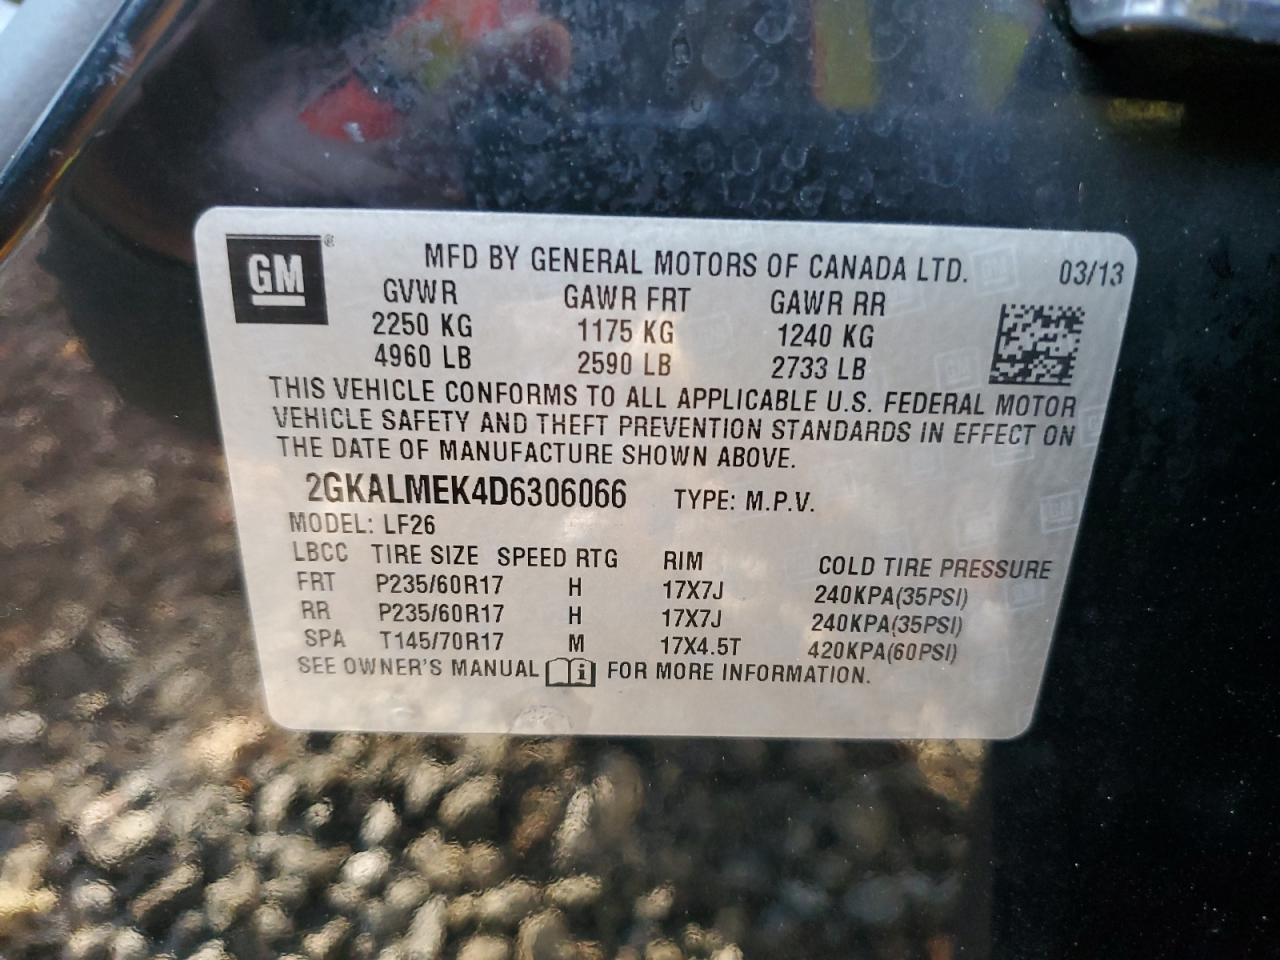 GM ®
MFD BY GENERAL MOTORS OF CANADA LTD. 03/13
GVWR GAWR FRT GAWR RR
2250 KG 1175 KG 1240 KG
4960 LB 2590 LB 2733 LB
THIS VEHICLE CONFORMS TO ALL APPLICABLE U.S. FEDERAL MOTOR
VEHICLE SAFETY AND THEFT PREVENTION STANDARDS IN EFFECT ON
THE DATE OF MANUFACTURE SHOWN ABOVE.
2GKALMEK4D6306066 TYPE: M.P.V.
MODEL: LF26
LBCC TIRE SIZE SPEED RTG RIM COLD TIRE PRESSURE
FRT P235/60R17 H 17X7J 240KPA(35PSI)
RR P235/60R17 H 17X7J 240KPA(35PSI)
SPA T145/70R17 M 17X4.5T 420KPA(60PSI)
SEE OWNER'S MANUAL FOR MORE INFORMATION.